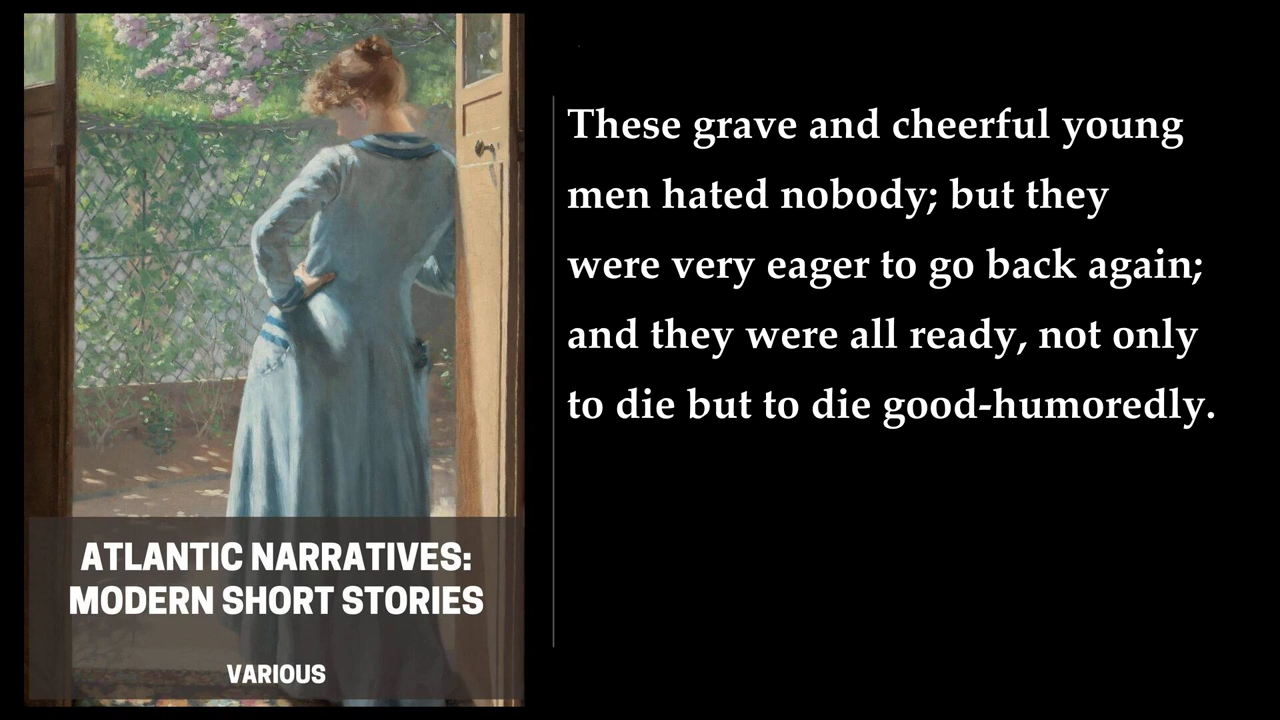 ATLANTIC NARRATIVES:
MODERN SHORT STORIES
VARIOUS
These grave and cheerful young
men hated nobody; but they
were very eager to go back again;
and they were all ready, not only
to die but to die good-humoredly.